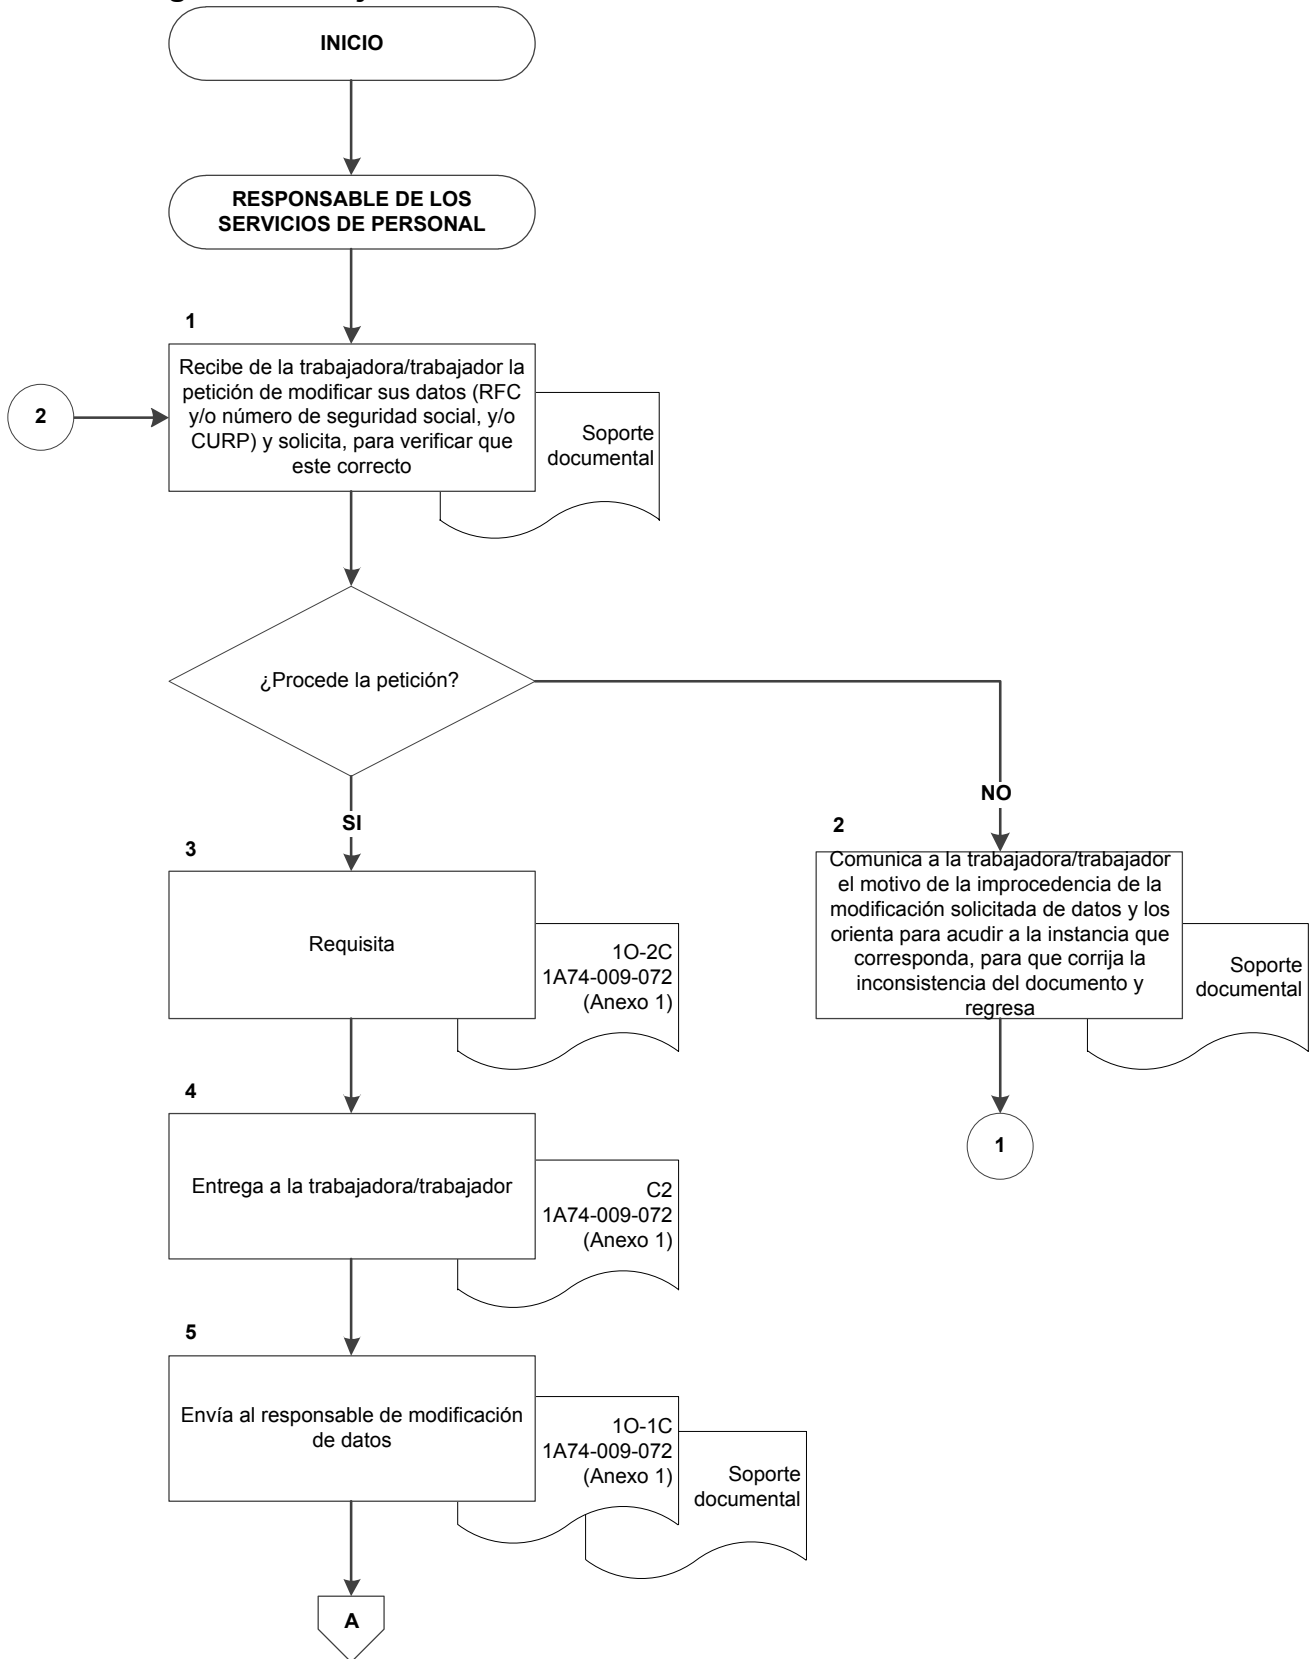 INICIO
RESPONSABLE DE LOS
SERVICIOS DE PERSONAL
1
Recibe de la trabajadora/trabajador la
petición de modificar sus datos (RFC
y/o número de seguridad social, y/o
CURP) y solicita, para verificar que
este correcto
2
Soporte
documental
¿Procede la petición?
SI
NO
3
Requisita
1O-2C
1A74-009-072
(Anexo 1)
2
Comunica a la trabajadora/trabajador
el motivo de la improcedencia de la
modificación solicitada de datos y los
orienta para acudir a la instancia que
corresponda, para que corrija la
inconsistencia del documento y
regresa
Soporte
documental
1
4
Entrega a la trabajadora/trabajador
C2
1A74-009-072
(Anexo 1)
5
Envía al responsable de modificación
de datos
1O-1C
1A74-009-072
(Anexo 1)
Soporte
documental
A